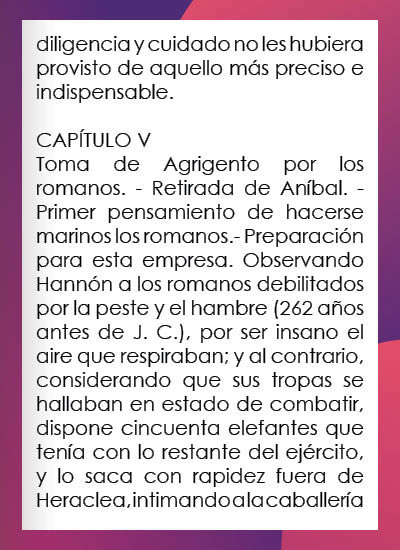 diligencia y cuidado no les hubiera
provisto de aquello más preciso e
indispensable.
CAPÍTULO V
Toma de Agrigento por los
romanos. - Retirada de Aníbal. -
Primer pensamiento de hacerse
marinos los romanos.- Preparación
para esta empresa. Observando
Hannón a los romanos debilitados
por la peste y el hambre (262 años
antes de J. C.), por ser insano el
aire que respiraban; y al contrario,
considerando que sus tropas se
hallaban en estado de combatir,
dispone cincuenta elefantes que
tenía con lo restante del ejército,
y lo saca con rapidez fuera de
Heraclea, intimando a la caballería